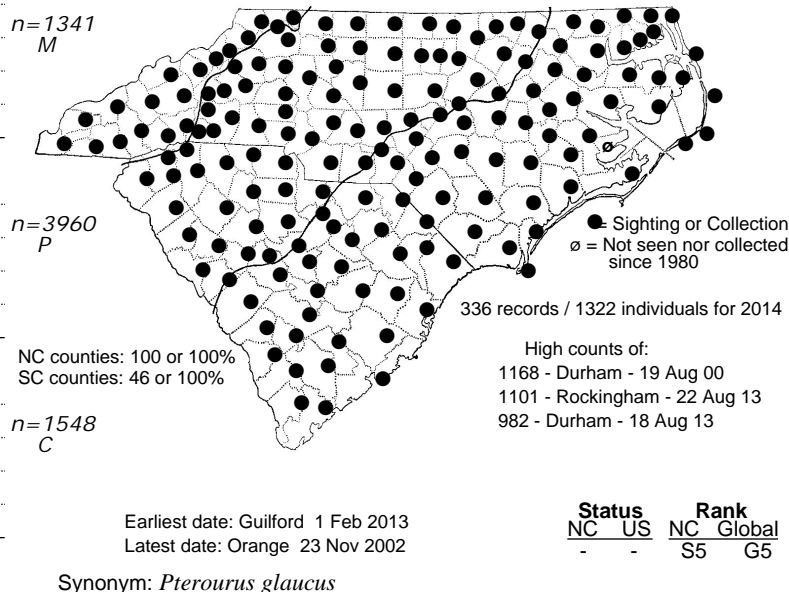 n=1341
M
n=3960
P
n=1548
C
ø
= Sighting or Collection
ø = Not seen nor collected
since 1980
336 records / 1322 individuals for 2014
NC counties: 100 or 100%
SC counties: 46 or 100%
High counts of:
1168 - Durham - 19 Aug 00
1101 - Rockingham - 22 Aug 13
982 - Durham - 18 Aug 13
Earliest date: Guilford 1 Feb 2013
Latest date: Orange 23 Nov 2002
Status Rank
NC US NC Global
- - S5 G5
Synonym: Pterourus glaucus